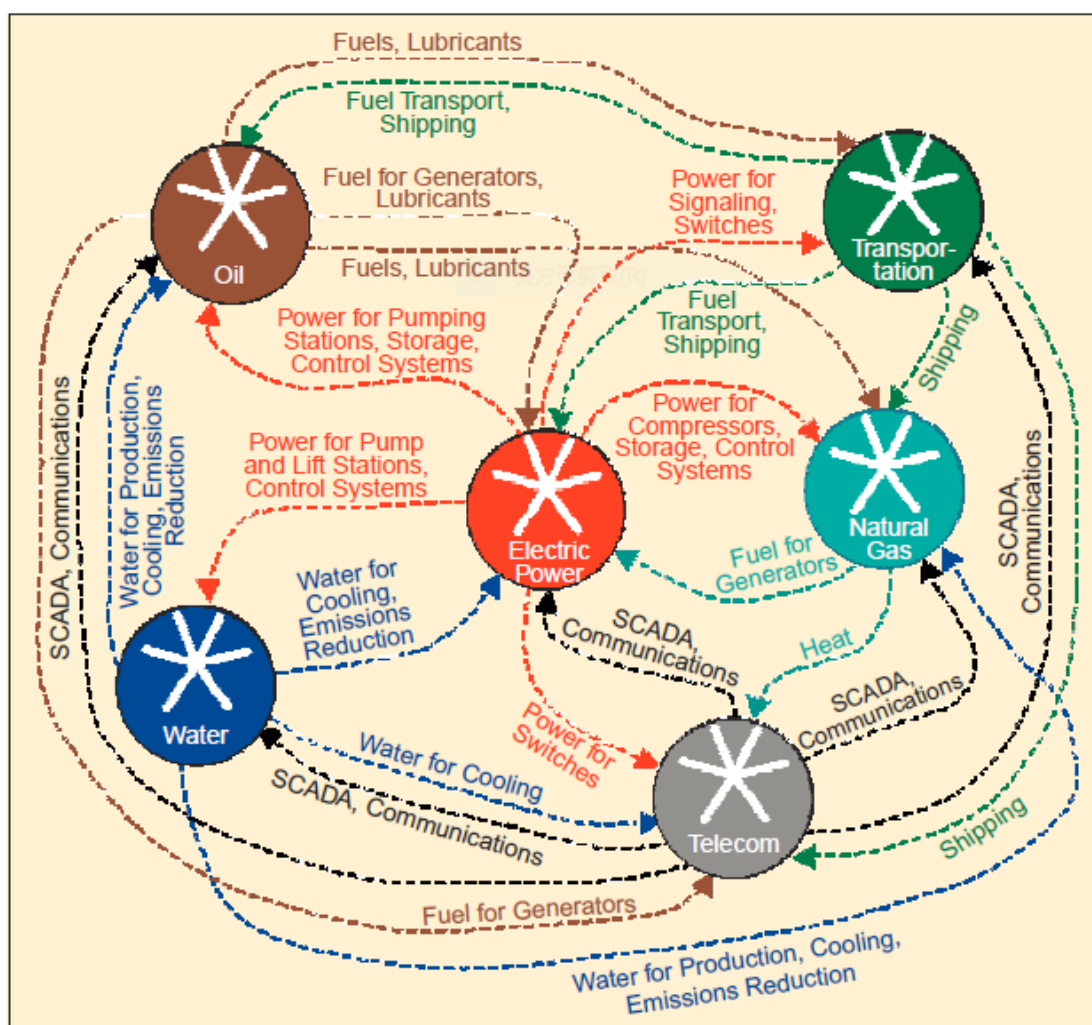 Fuels, Lubricants
Fuel Transport,
Shipping
Fuel for Generators,
Lubricants
Power for
Signaling,
Switches
Oil
Fuels, Lubricants
Transpor-
tation
Power for Pumping
Stations, Storage,
Control Systems
Fuel
Transport,
Shipping
Shipping
SCADA, Communications
Water for Production,
Cooling, Emissions
Reduction
Power for Pump
and Lift Stations,
Control Systems
Power for
Compressors,
Storage, Control
Systems
SCADA,
Communications
Electric
Power
Natural
Gas
Fuel for
Generators
Water for
Cooling,
Emissions
Reduction
SCADA,
Communications
Heat
SCADA,
Communications
Water
Power for
Switches
Water for Cooling
SCADA, Communications
Telecom
Shipping
Fuel for Generators
Water for Production, Cooling,
Emissions Reduction